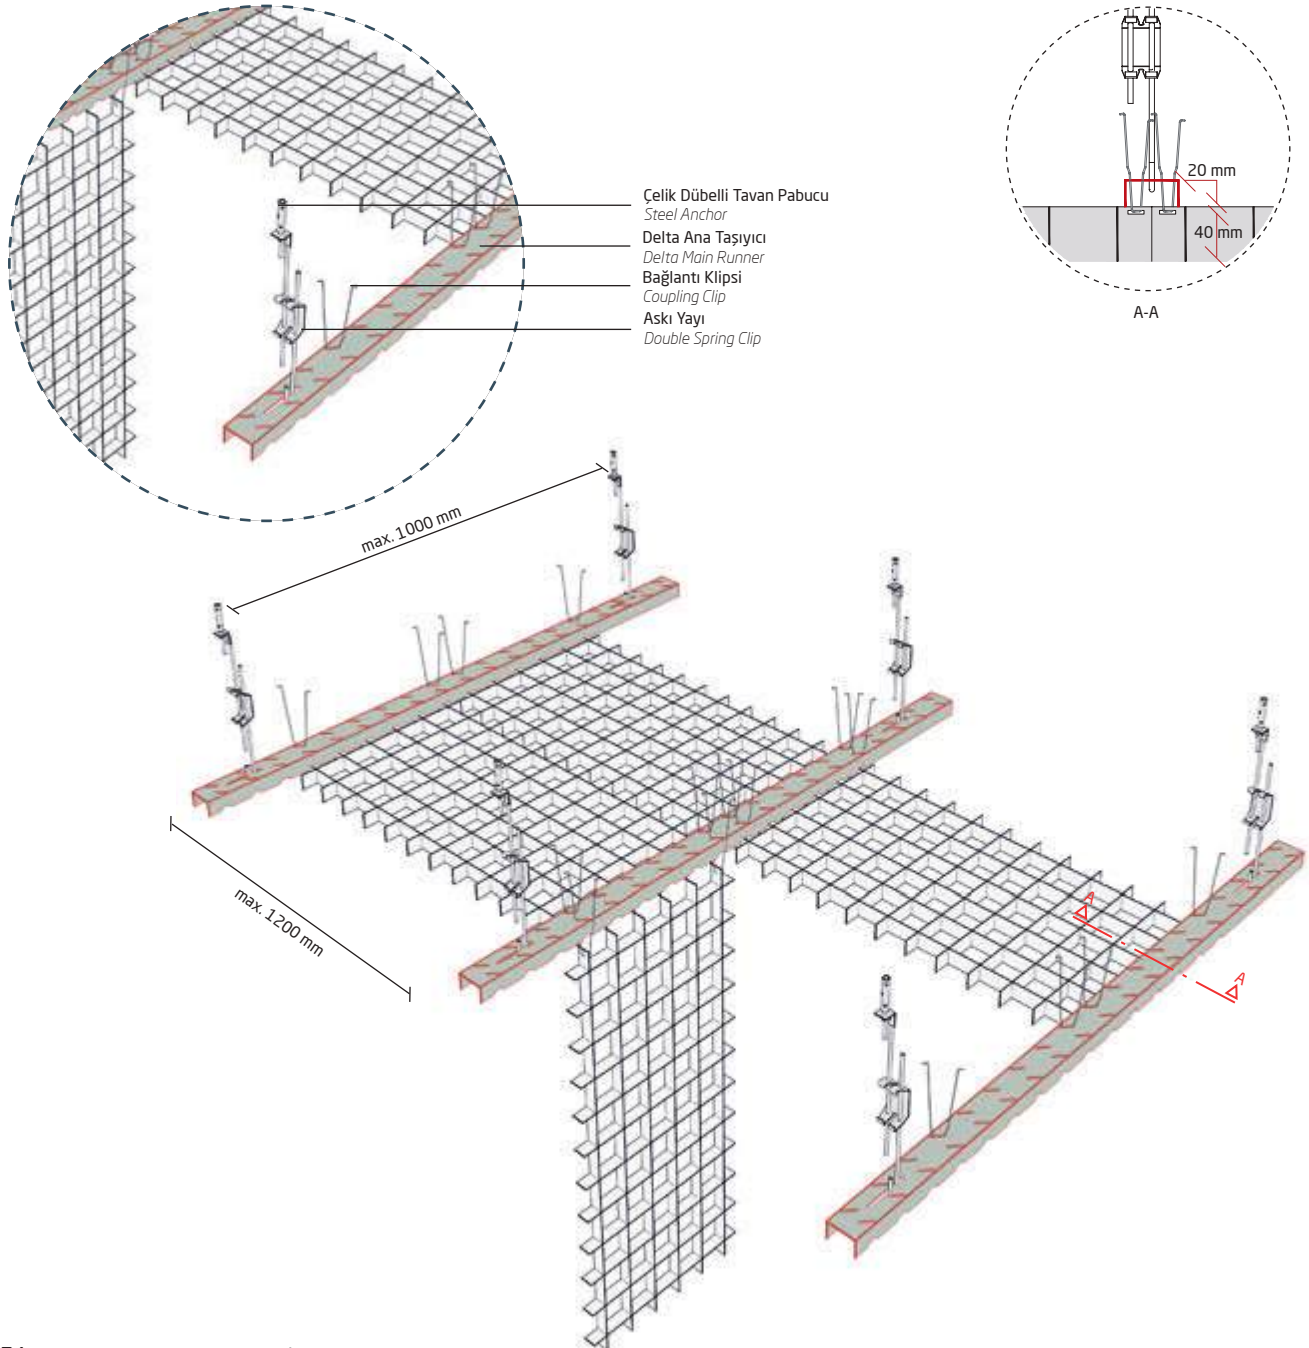 Çelik Dübelli Tavan Pabucu
Steel Anchor
Delta Ana Taşıyıcı
Delta Main Runner
Bağlantı Klipsi
Coupling Clip
Askı Yayı
Double Spring Clip
20 mm
40 mm
A-A
max. 1000 mm
max. 1200 mm
A
A